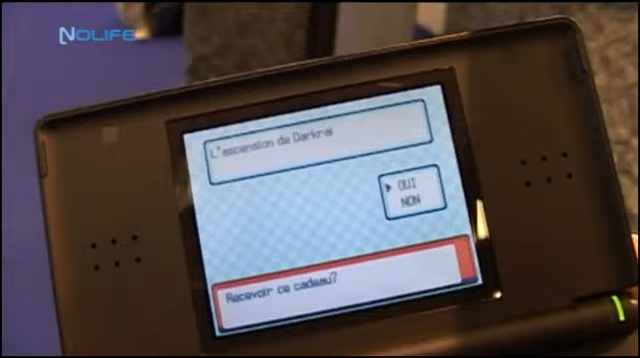 NOLIFE
L'ascension de Darkrai
OUI
NON
Recevoir ce cadeau?